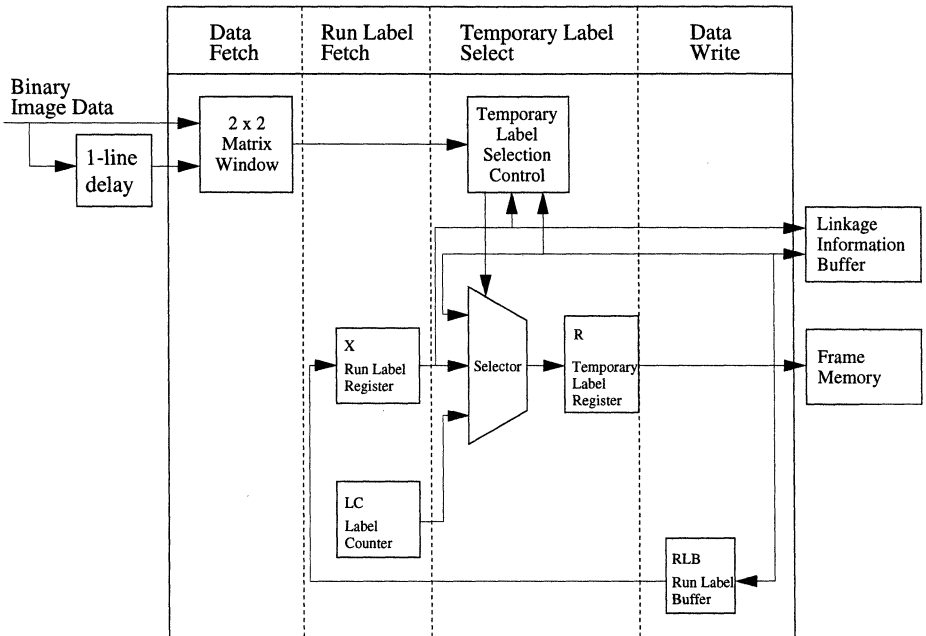 Data
Fetch
Run Label
Fetch
Temporary Label
Select
Data
Write
Binary
Image Data
1-line
delay
2 x 2
Matrix
Window
Temporary
Label
Selection
Control
Linkage
Information
Buffer
X
Run Label
Register
Selector
R
Temporary
Label
Register
Frame
Memory
LC
Label
Counter
RLB
Run Label
Buffer